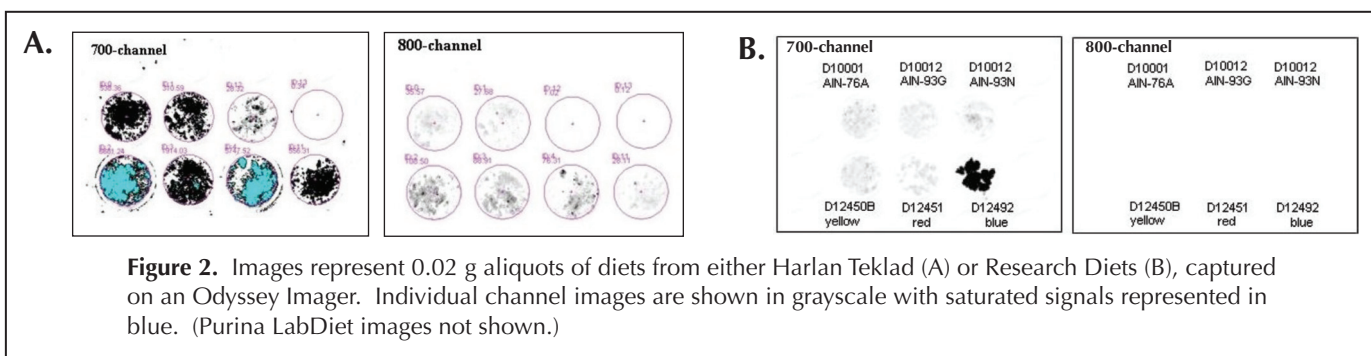 A.
700-channel
800-channel
B.
700-channel
D10001 D10012 D10012
AIN-76A AIN-93G AIN-93N
D12450B D12451 D12492
yellow red blue
800-channel
D10001 D10012 D10012
AIN-76A AIN-93G AIN-93N
D12450B D12451 D12492
yellow red blue
Figure 2. Images represent 0.02 g aliquots of diets from either Harlan Teklad (A) or Research Diets (B), captured
on an Odyssey Imager. Individual channel images are shown in grayscale with saturated signals represented in
blue. (Purina LabDiet images not shown.)